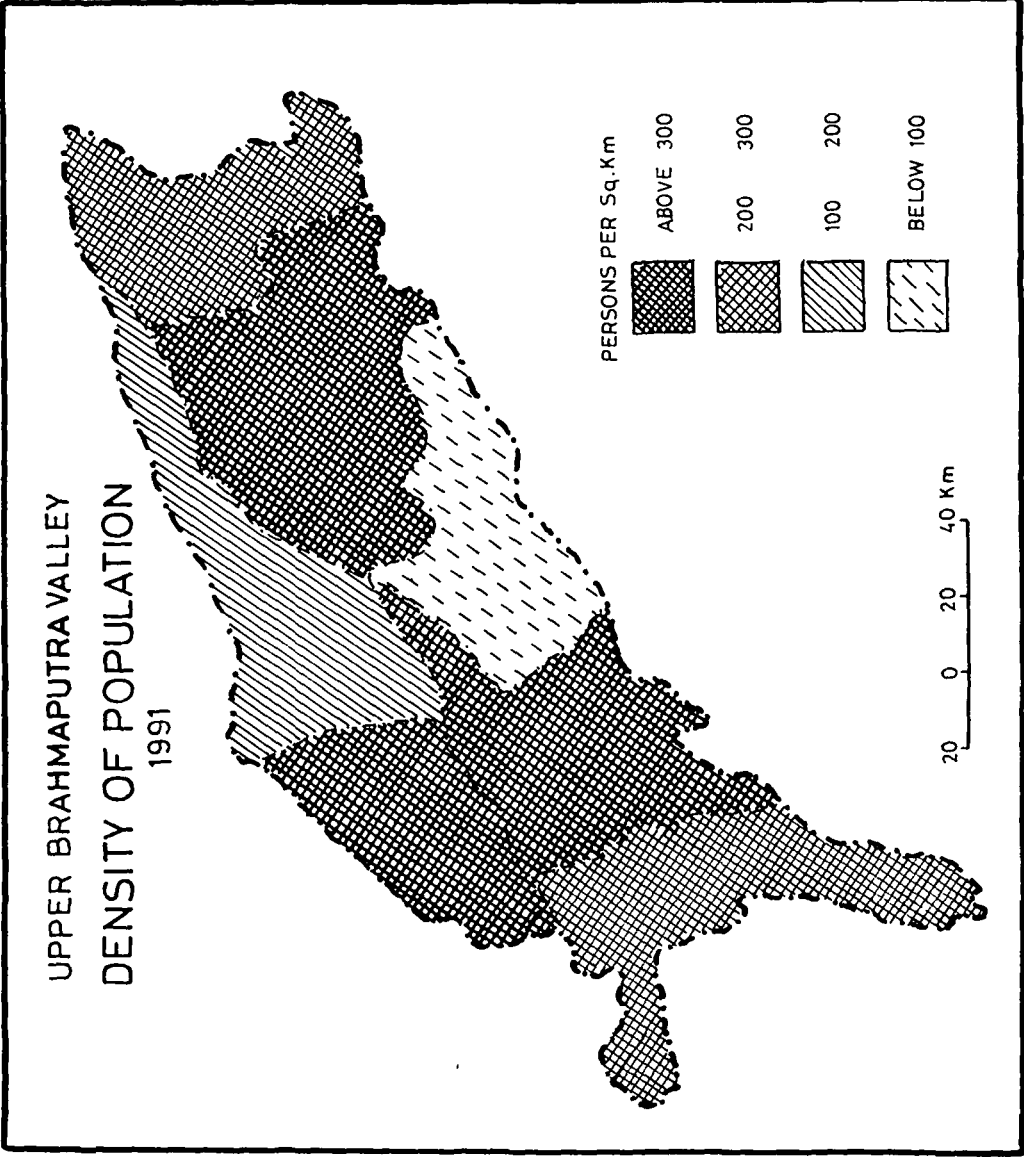 UPPER BRAHMAPUTRA VALLEY
DENSITY OF POPULATION
1991
PERSONS PER Sq.Km
ABOVE 300
200 300
100 200
BELOW 100
20 0 20 40 Km